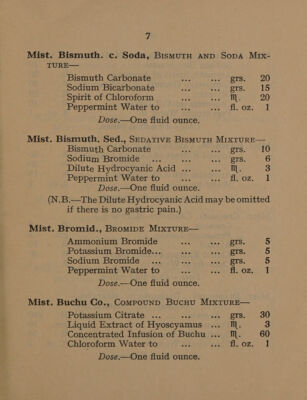 7
Mist. Bismuth. c. Soda, Bismuth and Soda Mix-
ture—
Bismuth Carbonate ... ... grs. 20
Sodium Bicarbonate ... ... grs. 15
Spirit of Chloroform ... ... ♏. 20
Peppermint Water to ... ... fl. oz. 1
Dose.—One fluid ounce.
Mist. Bismuth. Sed., Sedative Bismuth Mixture—
Bismuth Carbonate ... ... grs. 10
Sodium Bromide ... ... ... grs. 6
Dilute Hydrocyanic Acid ... ... ♏. 3
Peppermint Water to ... ... fl. oz. 1
Dose.—One fluid ounce.
(N.B.—The Dilute Hydrocyanic Acid may be omitted
if there is no gastric pain.)
Mist. Bromid., Bromide Mixture—
Ammonium Bromide ... ... grs. 5
Potassium Bromide... ... ... grs. 5
Sodium Bromide ... ... ... grs. 5
Peppermint Water to ... ... fl. oz. 1
Dose.—One fluid ounce.
Mist. Buchu Co., Compound Buchu Mixture—
Potassium Citrate ... ... ... grs. 30
Liquid Extract of Hyoscyamus ... ♏. 3
Concentrated Infusion of Buchu ... ♏. 60
Chloroform Water to ... ... fl. oz. 1
Dose.—One fluid ounce.